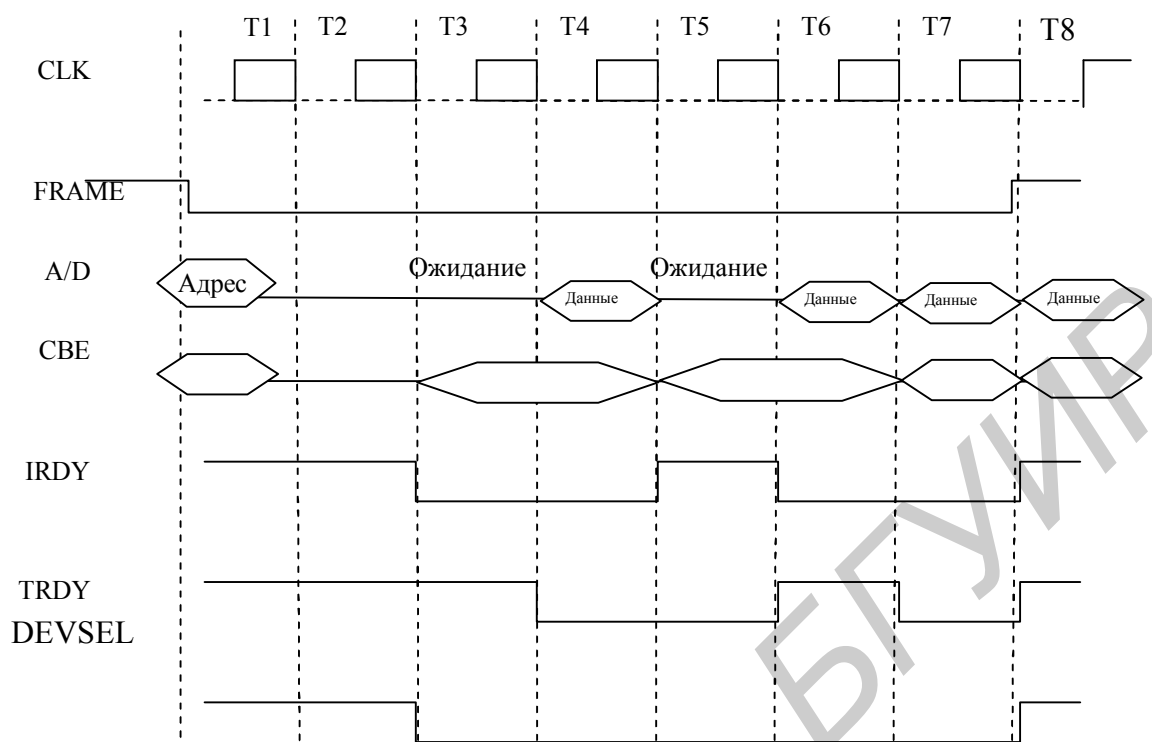 T1 T2 T3 T4 T5 T6 T7 T8
CLK
FRAME
A/D
Адрес
Ожидание
Данные
Ожидание
Данные
Данные
Данные
CBE
IRDY
TRDY
DEVSEL
БГУИР